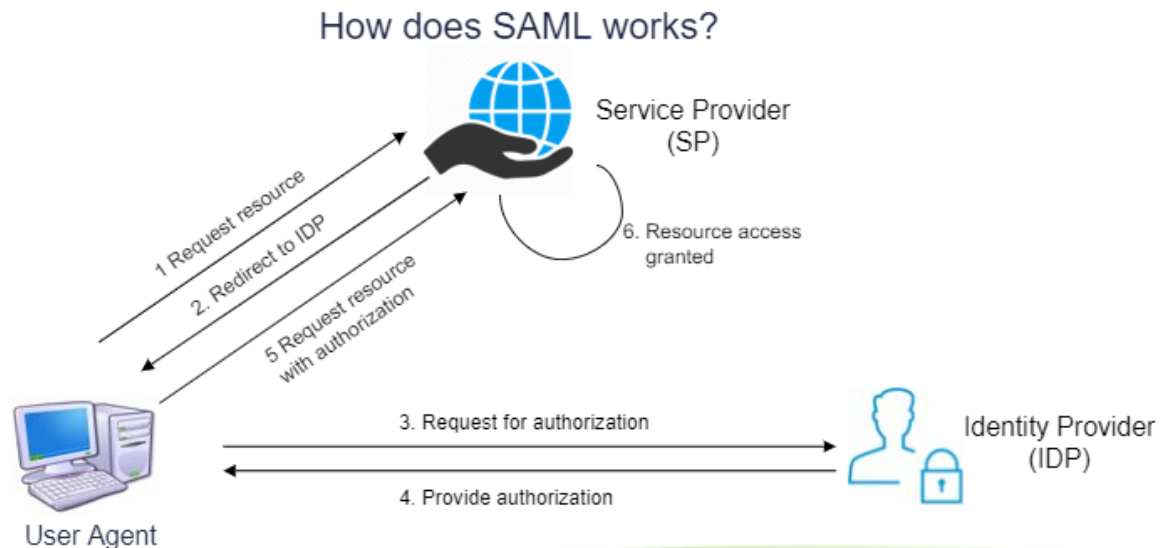 How does SAML works?
Service Provider
(SP)
1 Request resource
2. Redirect to IDP
5 Request resource
with authorization
6. Resource access
granted
3. Request for authorization
4. Provide authorization
Identity Provider
(IDP)
User Agent